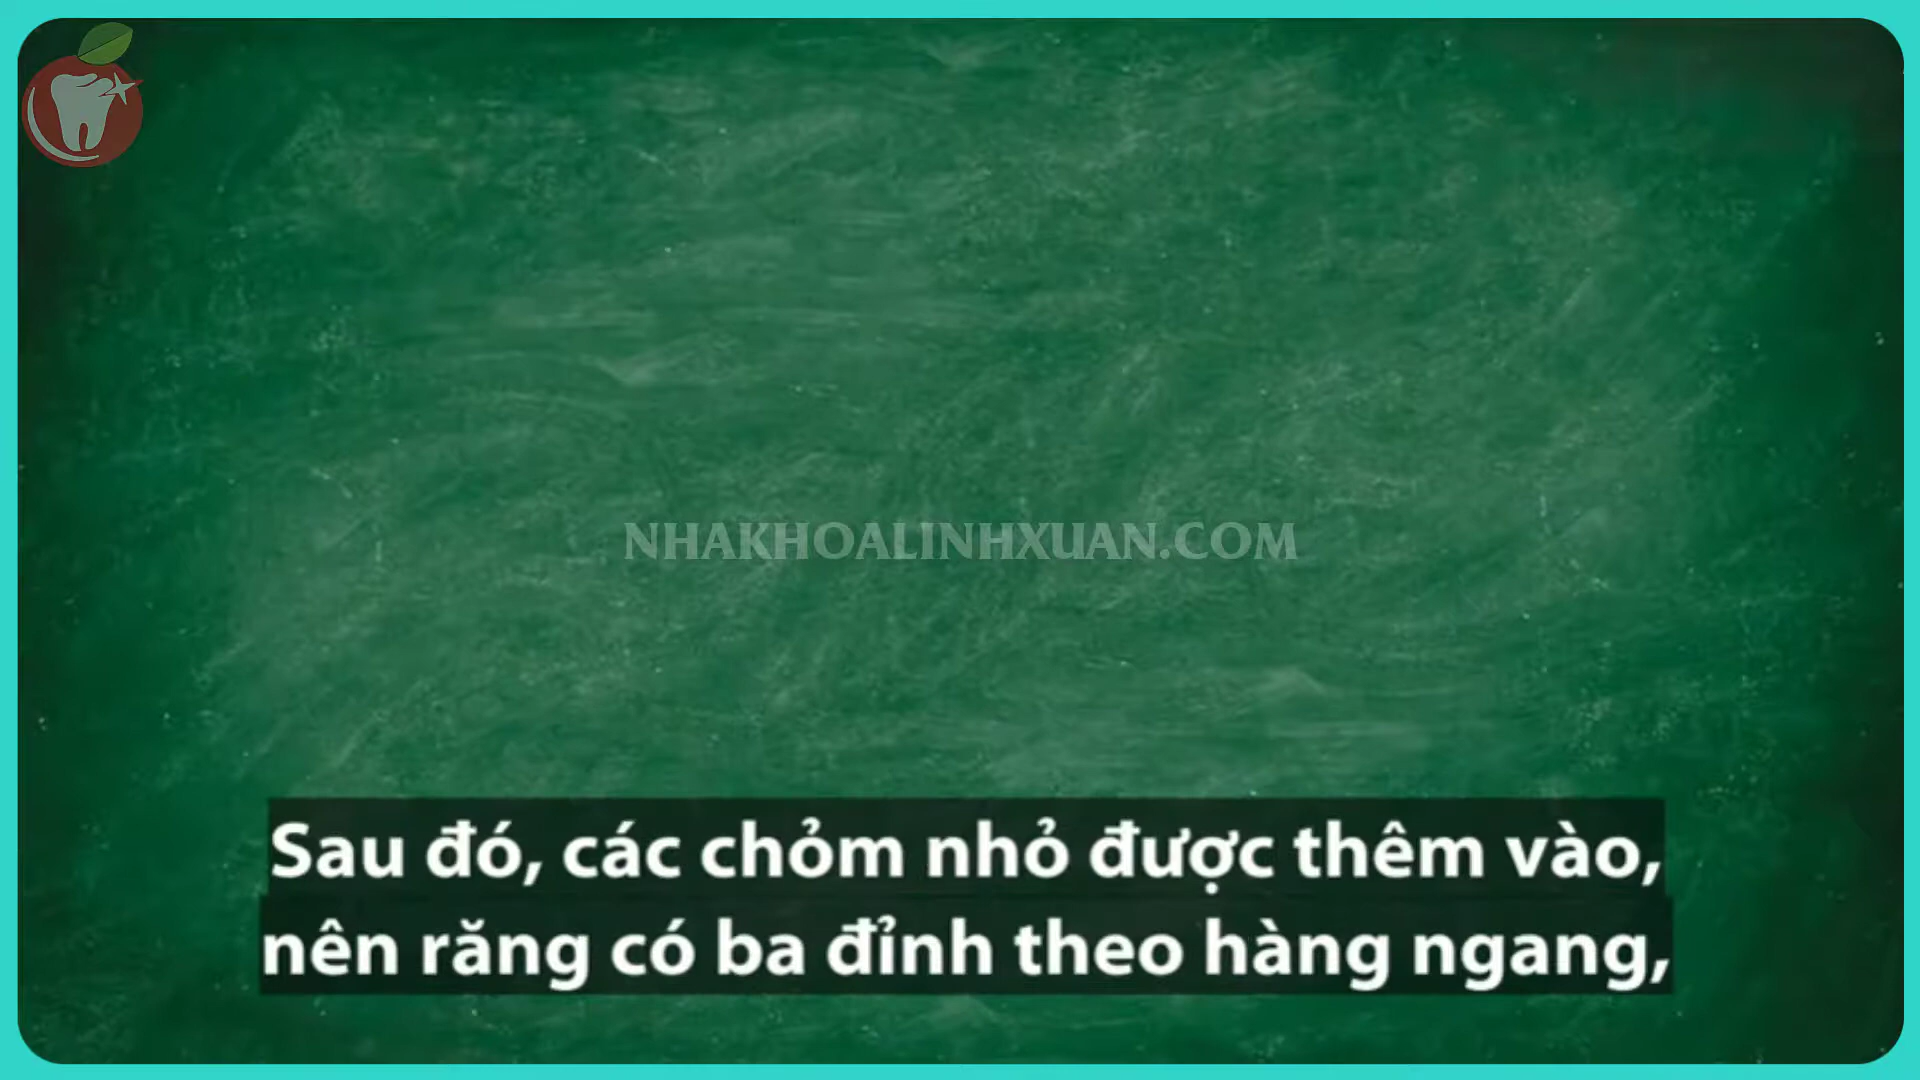 NHAKHOALINHXUAN.COM
Sau đó, các chỏm nhỏ được thêm vào,
nên răng có ba đỉnh theo hàng ngang,